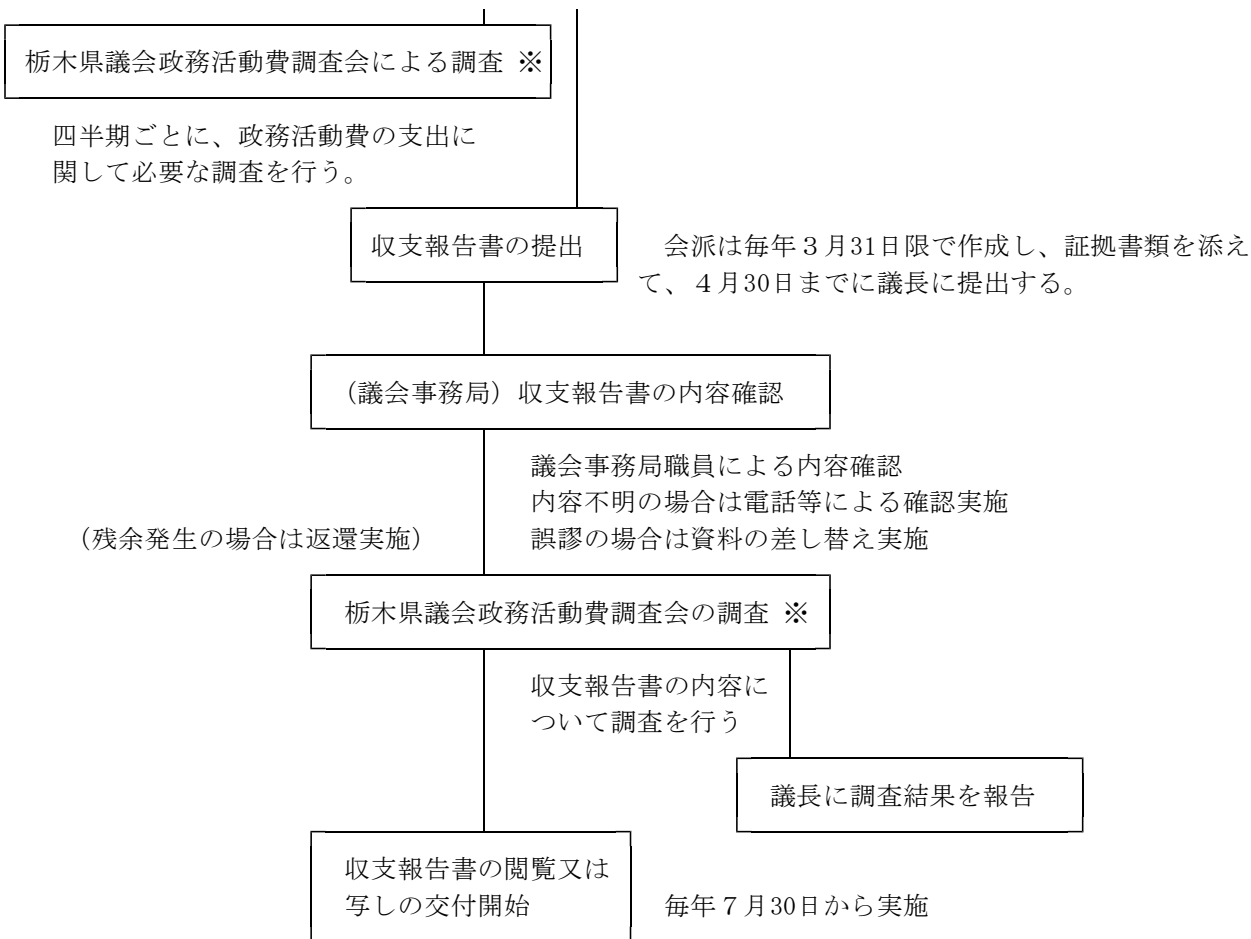 栃木県議会政務活動費調査会による調査 ※
四半期ごとに、政務活動費の支出に
関して必要な調査を行う。
収支報告書の提出
会派は毎年３月31日限で作成し、証拠書類を添え
て、４月30日までに議長に提出する。
（議会事務局）収支報告書の内容確認
議会事務局職員による内容確認
内容不明の場合は電話等による確認実施
（残余発生の場合は返還実施）
誤謬の場合は資料の差し替え実施
栃木県議会政務活動費調査会の調査 ※
収支報告書の内容に
ついて調査を行う
議長に調査結果を報告
収支報告書の閲覧又は
写しの交付開始
毎年７月30日から実施